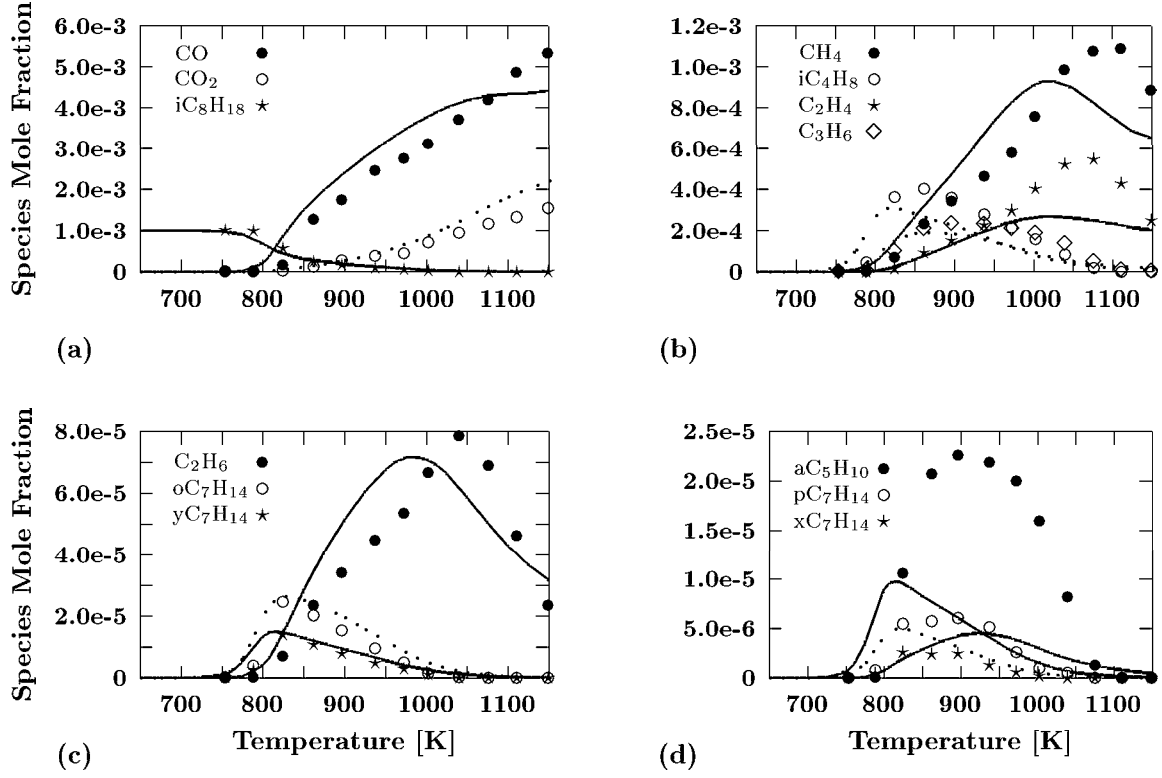 Species Mole Fraction
6.0e-3
5.0e-3
4.0e-3
3.0e-3
2.0e-3
1.0e-3
0
CO
CO2
iC8H18
700 800 900 1000 1100
(a)
1.2e-3
1.0e-3
8.0e-4
6.0e-4
4.0e-4
2.0e-4
0
CH4
iC4H8
C2H4
C3H6
700 800 900 1000 1100
(b)
Species Mole Fraction
8.0e-5
6.0e-5
4.0e-5
2.0e-5
0
C2H6
oC7H14
yC7H14
700 800 900 1000 1100
Temperature [K]
(c)
2.5e-5
2.0e-5
1.5e-5
1.0e-5
5.0e-6
0
aC5H10
pC7H14
xC7H14
700 800 900 1000 1100
Temperature [K]
(d)